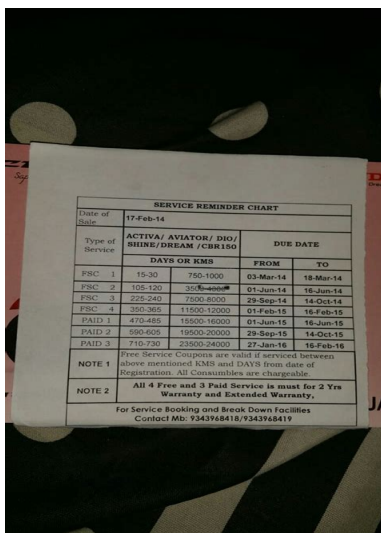 SERVICE REMINDER CHART
Date of Sale 17-Feb-14
Type of Service ACTIVA/ AVIATOR/ DIO/ SHINE/DREAM /CBR150 DUE DATE
DAYS OR KMS FROM TO
FSC 1 15-30 750-1000 03-Mar-14 18-Mar-14
FSC 2 105-120 3500-4000 01-Jun-14 16-Jun-14
FSC 3 225-240 7500-8000 29-Sep-14 14-Oct-14
FSC 4 350-365 11500-12000 01-Feb-15 16-Feb-15
PAID 1 470-485 15500-16000 01-Jun-15 16-Jun-15
PAID 2 590-605 19500-20000 29-Sep-15 14-Oct-15
PAID 3 710-730 23500-24000 27-Jan-16 16-Feb-16
NOTE 1 Free Service Coupons are valid if serviced between
above mentioned KMS and DAYS from date of
Registration. All Consumbles are chargeable.
NOTE 2 All 4 Free and 3 Paid Service is must for 2 Yrs
Warranty and Extended Warranty,
For Service Booking and Break Down Facilities
Contact Mb: 9343968418/9343968419